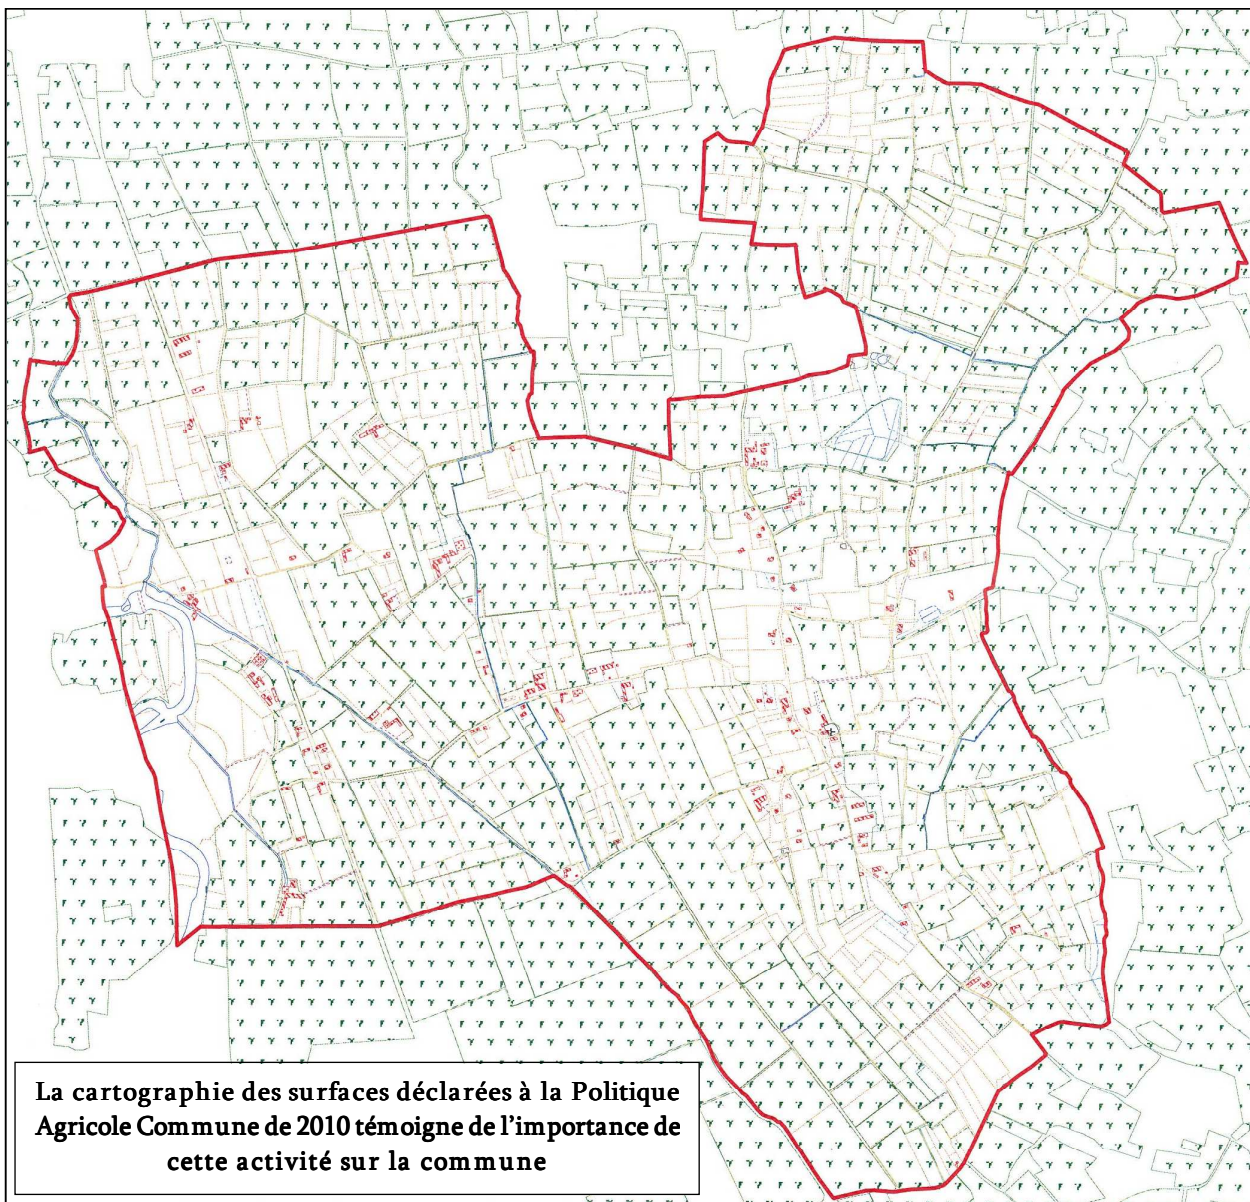 La cartographie des surfaces déclarées à la Politique
Agricole Commune de 2010 témoigne de l'importance de
cette activité sur la commune